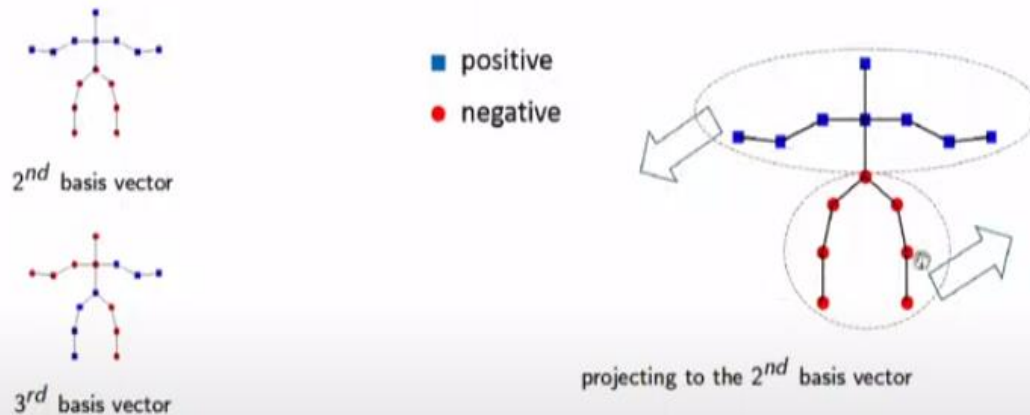 positive
negative
2nd basis vector
3rd basis vector
projecting to the 2nd basis vector